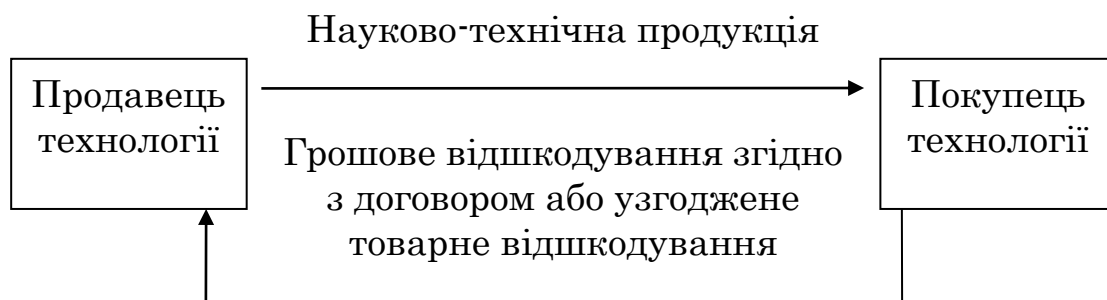 Науково-технічна продукція
Продавець
технології
Покупець
технології
Грошове відшкодування згідно
з договором або узгоджене
товарне відшкодування